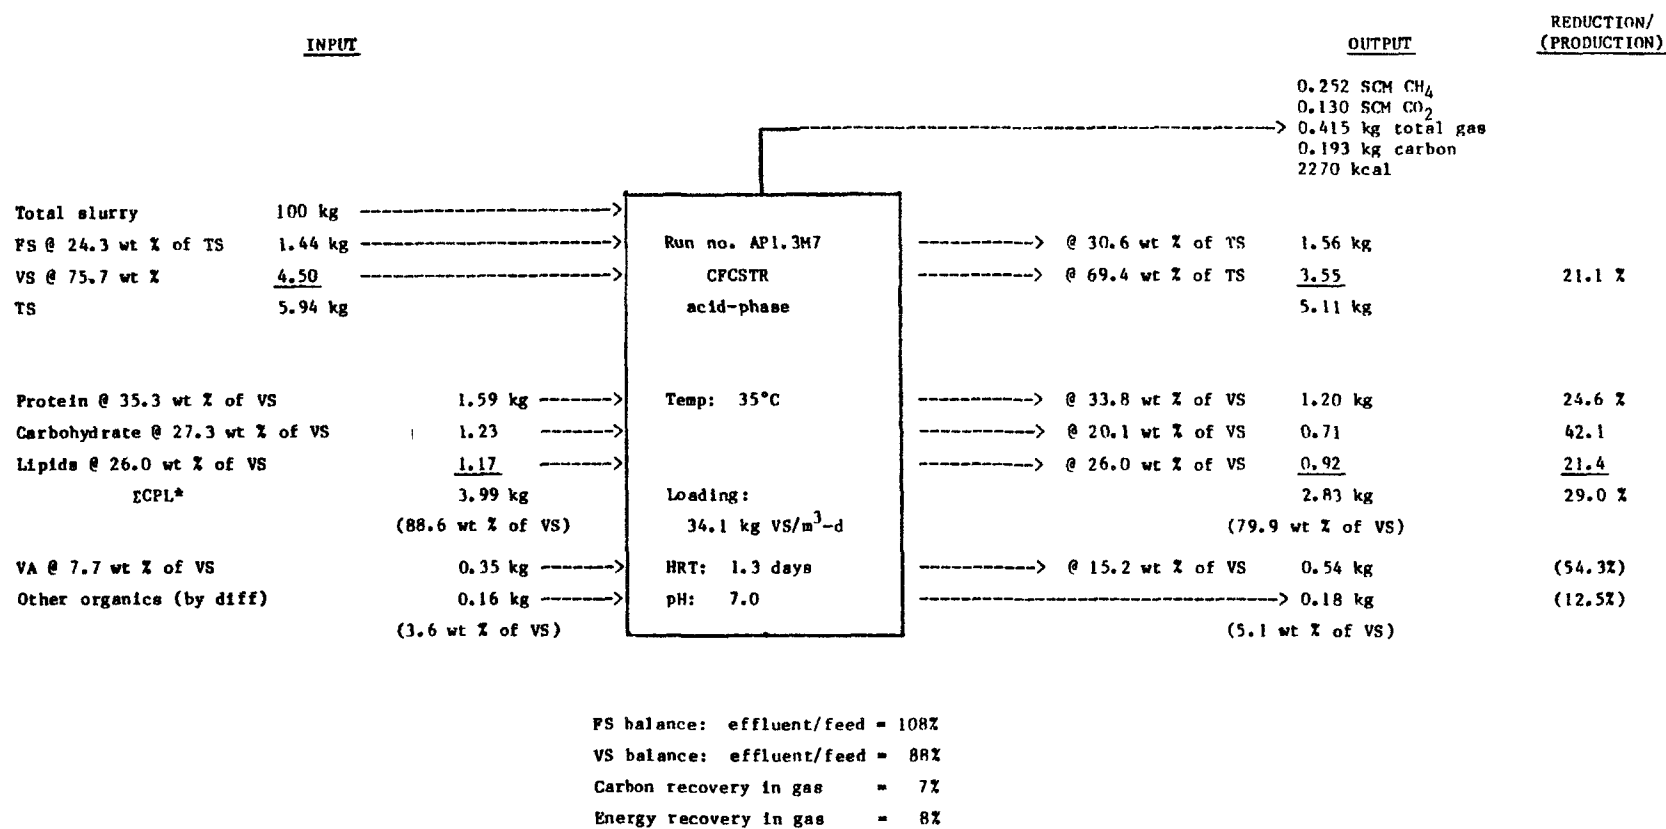 INPUT OUTPUT REDUCTION/
(PRODUCTION)
0.252 SCM CH4
0.130 SCM CO2
0.415 kg total gas
0.193 kg carbon
2270 kcal
Total slurry 100 kg
FS @ 24.3 wt % of TS 1.44 kg Run no. AP1.3M7 @ 30.6 wt % of TS 1.56 kg
VS @ 75.7 wt % 4.50 CFCSTR @ 69.4 wt % of TS 3.55 21.1 %
TS 5.94 kg acid-phase 5.11 kg
Protein @ 35.3 wt % of VS 1.59 kg Temp: 35°C @ 33.8 wt % of VS 1.20 kg 24.6 %
Carbohydrate @ 27.3 wt % of VS 1.23 @ 20.1 wt % of VS 0.71 42.1
Lipids @ 26.0 wt % of VS 1.17 @ 26.0 wt % of VS 0.92 21.4
ΣCPL* 3.99 kg Loading: 2.83 kg 29.0 %
(88.6 wt % of VS) 34.1 kg VS/m3-d (79.9 wt % of VS)
VA @ 7.7 wt % of VS 0.35 kg HRT: 1.3 days @ 15.2 wt % of VS 0.54 kg (54.3%)
Other organics (by diff) 0.16 kg pH: 7.0 0.18 kg (12.5%)
(3.6 wt % of VS) (5.1 wt % of VS)
FS balance: effluent/feed = 108%
VS balance: effluent/feed = 88%
Carbon recovery in gas = 7%
Energy recovery in gas = 8%